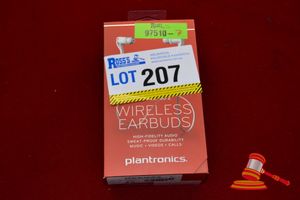 97510-7
ROSS'S
LOT 207
WIRELESS
EARBUDS
HIGH-FIDELITY AUDIO
SWEAT-PROOF DURABILITY
MUSIC • VIDEOS • CALLS
plantronics.